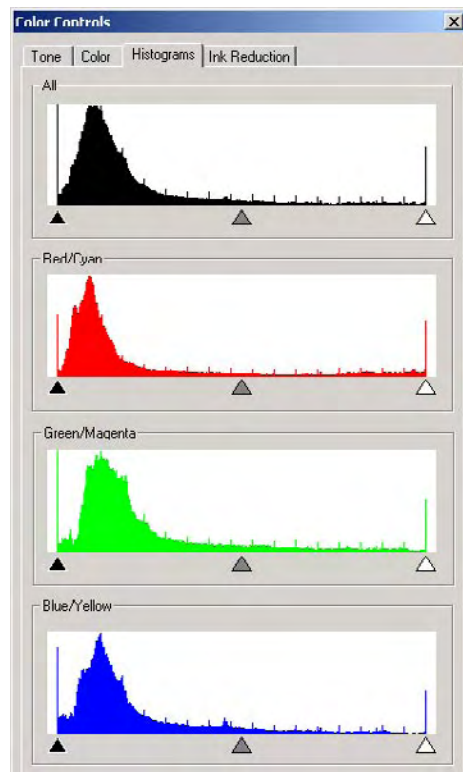 Color Controls
Tone Color Histograms Ink Reduction
All
Red/Cyan
Green/Magenta
Blue/Yellow